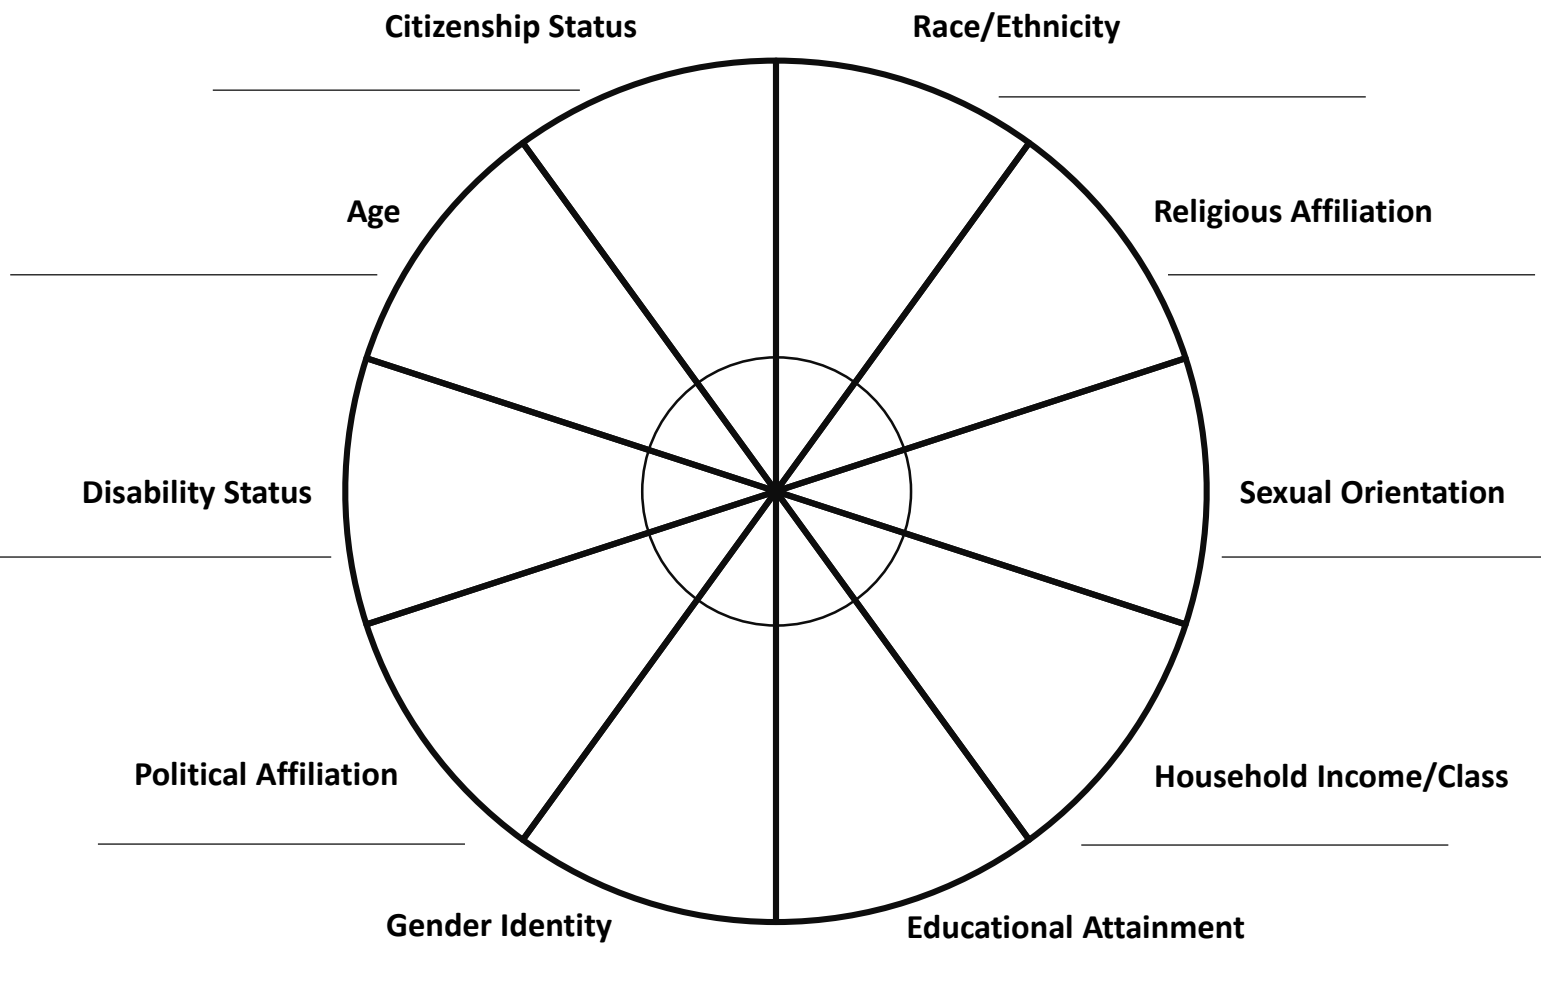 Citizenship Status
Race/Ethnicity
Age
Religious Affiliation
Disability Status
Sexual Orientation
Political Affiliation
Household Income/Class
Gender Identity
Educational Attainment